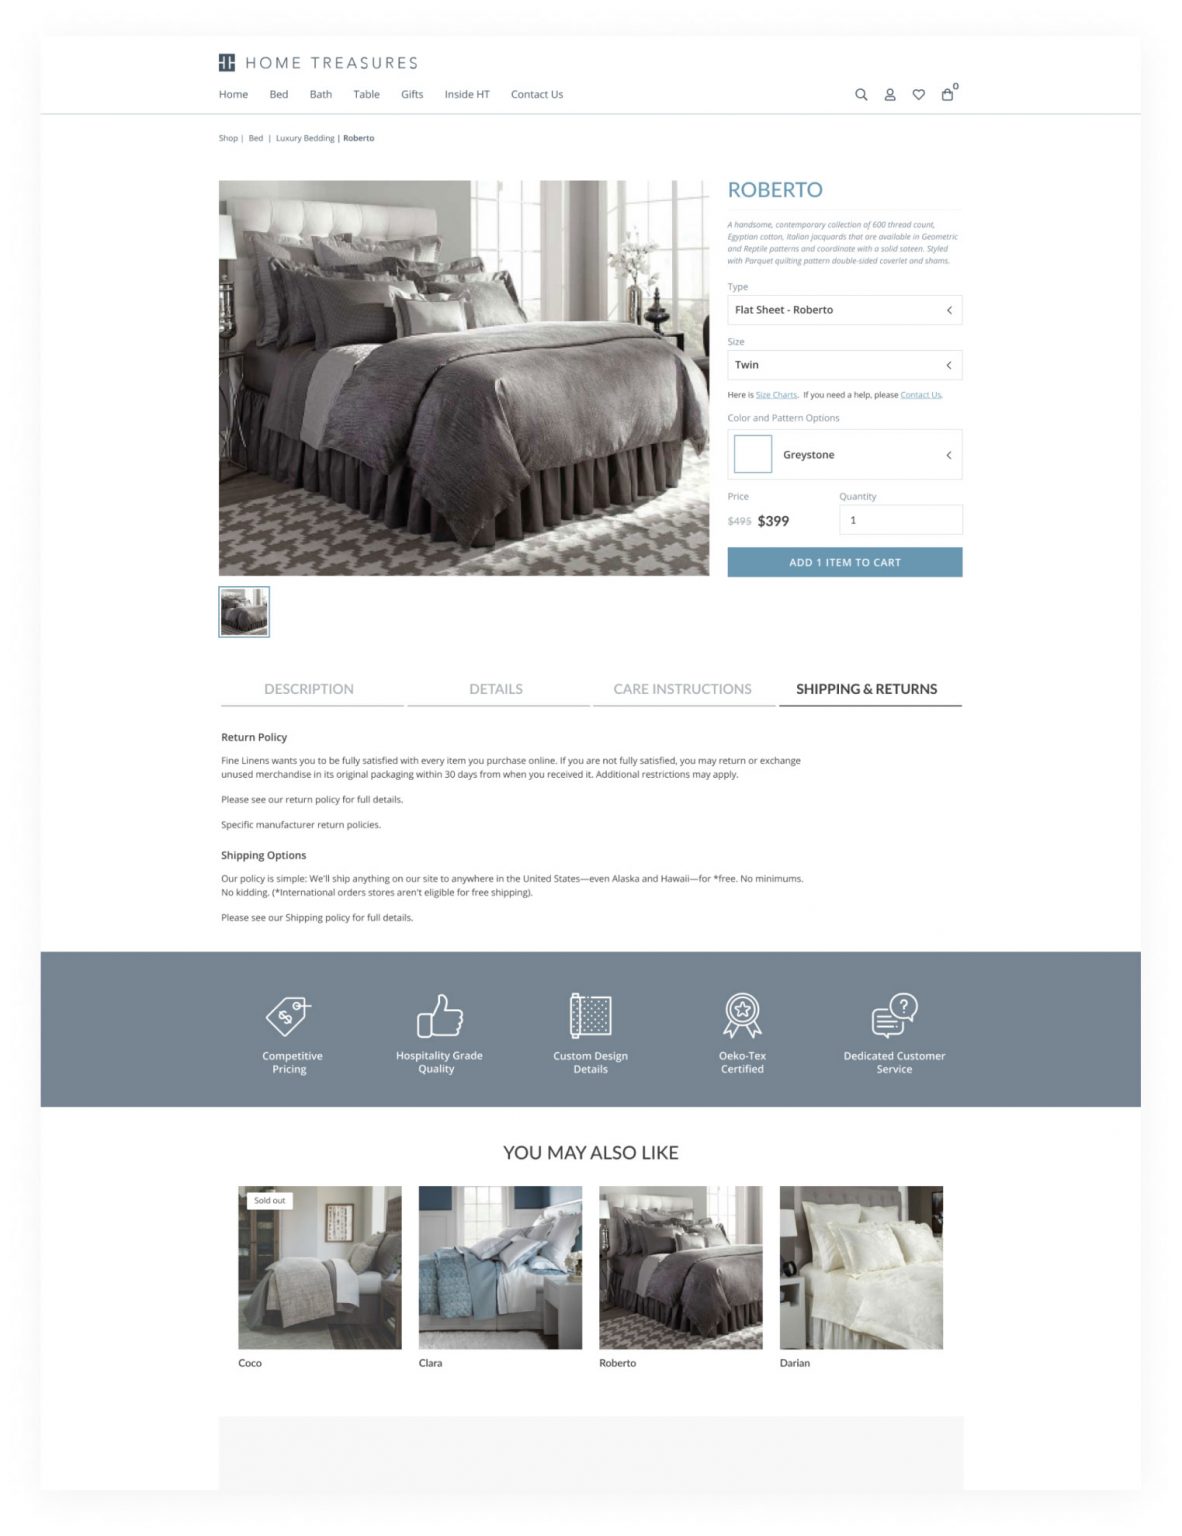 HOME TREASURES
Home Bed Bath Table Gifts Inside HT Contact Us
0
Shop | Bed | Luxury Bedding | Roberto
ROBERTO
A handsome, contemporary collection of 600 thread count,
Egyptian cotton, Italian jacquards that are available in Geometric
and Reptile patterns and coordinate with a solid sateen. Styled
with Parquet quilting pattern double-sided coverlet and shams.
Type
Flat Sheet - Roberto
Size
Twin
Here is Size Charts. If you need a help, please Contact Us.
Color and Pattern Options
Greystone
Price Quantity
$495 $399 1
ADD 1 ITEM TO CART
DESCRIPTION DETAILS CARE INSTRUCTIONS SHIPPING & RETURNS
Return Policy
Fine Linens wants you to be fully satisfied with every item you purchase online. If you are not fully satisfied, you may return or exchange
unused merchandise in its original packaging within 30 days from when you received it. Additional restrictions may apply.
Please see our return policy for full details.
Specific manufacturer return policies.
Shipping Options
Our policy is simple: We'll ship anything on our site to anywhere in the United States—even Alaska and Hawaii—for *free. No minimums.
No kidding. (*International orders stores aren't eligible for free shipping).
Please see our Shipping policy for full details.
Competitive Hospitality Grade Custom Design Oeko-Tex Dedicated Customer
Pricing Quality Details Certified Service
YOU MAY ALSO LIKE
Sold out
Coco Clara Roberto Darian